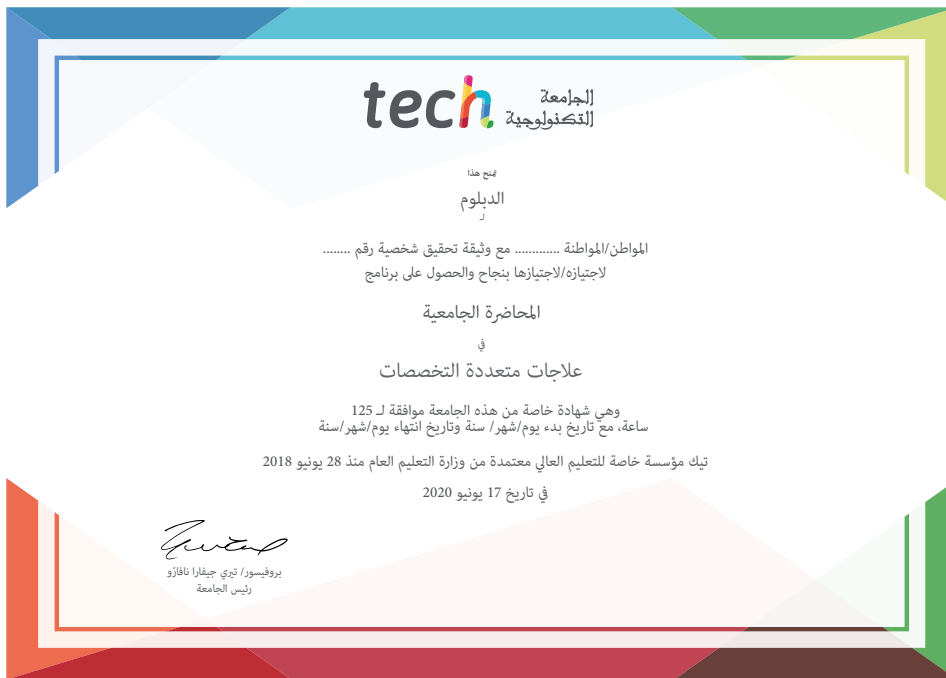 tech الجامعة
التكنولوجية
يمنح هذا
الدبلوم
لـ
المواطن/المواطنة ............. مع وثيقة تحقيق شخصية رقم ........
لاجتيازه/لاجتيازها بنجاح والحصول على برنامج
المحاضرة الجامعية
في
علاجات متعددة التخصصات
وهي شهادة خاصة من هذه الجامعة موافقة لـ 125
ساعة، مع تاريخ بدء يوم/شهر/ سنة وتاريخ انتهاء يوم/شهر/سنة
تيك مؤسسة خاصة للتعليم العالي معتمدة من وزارة التعليم العام منذ 28 يونيو 2018
في تاريخ 17 يونيو 2020
بروفيسور/ تيري جيفارا نافارّو
رئيس الجامعة